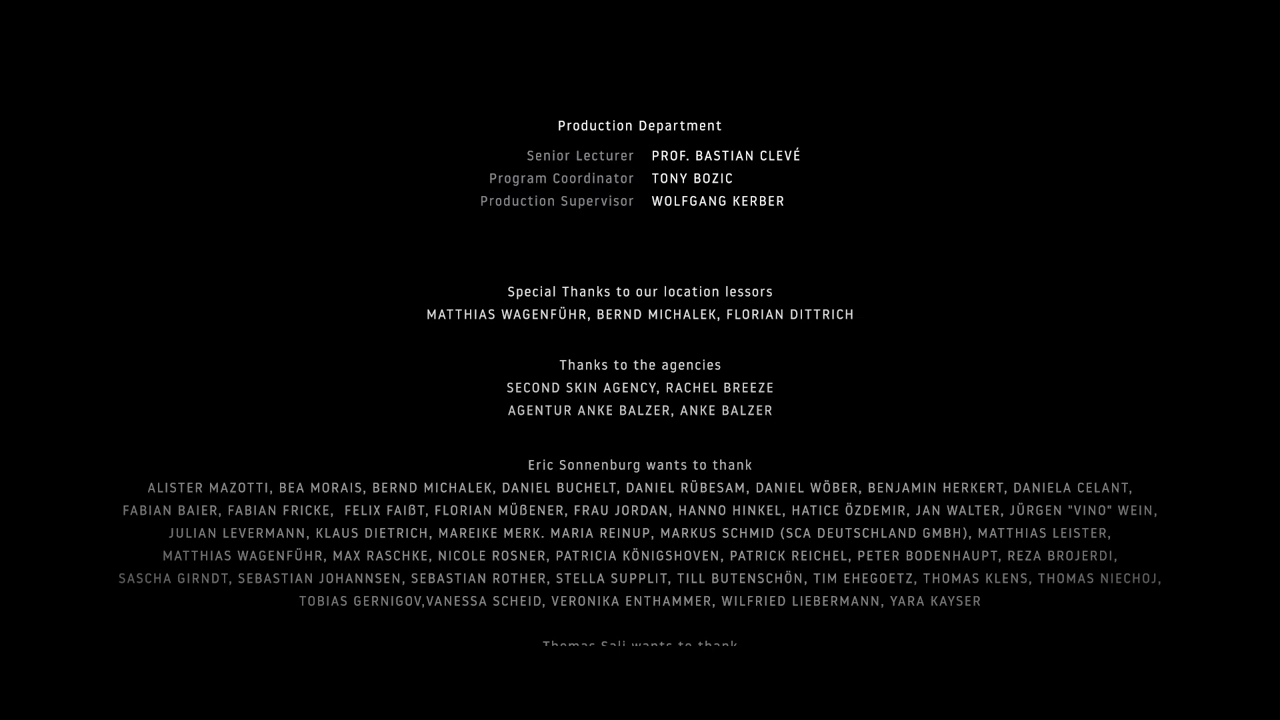 Production Department
Senior Lecturer PROF. BASTIAN CLEVÉ
Program Coordinator TONY BOZIC
Production Supervisor WOLFGANG KERBER
Special Thanks to our location lessors
MATTHIAS WAGENFÜHR, BERND MICHALEK, FLORIAN DITTRICH
Thanks to the agencies
SECOND SKIN AGENCY, RACHEL BREEZE
AGENTUR ANKE BALZER, ANKE BALZER
Eric Sonnenburg wants to thank
ALISTER MAZOTTI, BEA MORAIS, BERND MICHALEK, DANIEL BUCHELT, DANIEL RÜBESAM, DANIEL WÖBER, BENJAMIN HERKERT, DANIELA CELANT,
FABIAN BAIER, FABIAN FRICKE, FELIX FAIßT, FLORIAN MÜßENER, FRAU JORDAN, HANNO HINKEL, HATICE ÖZDEMIR, JAN WALTER, JÜRGEN "VINO" WEIN,
JULIAN LEVERMANN, KLAUS DIETRICH, MAREIKE MERK. MARIA REINUP, MARKUS SCHMID (SCA DEUTSCHLAND GMBH), MATTHIAS LEISTER,
MATTHIAS WAGENFÜHR, MAX RASCHKE, NICOLE ROSNER, PATRICIA KÖNIGSHOVEN, PATRICK REICHEL, PETER BODENHAUPT, REZA BROJERDI,
SASCHA GIRNDT, SEBASTIAN JOHANNSEN, SEBASTIAN ROTHER, STELLA SUPPLIT, TILL BUTENSCHÖN, TIM EHEGOETZ, THOMAS KLENS, THOMAS NIECHOJ,
TOBIAS GERNIGOV,VANESSA SCHEID, VERONIKA ENTHAMMER, WILFRIED LIEBERMANN, YARA KAYSER
Thomas wants to thank